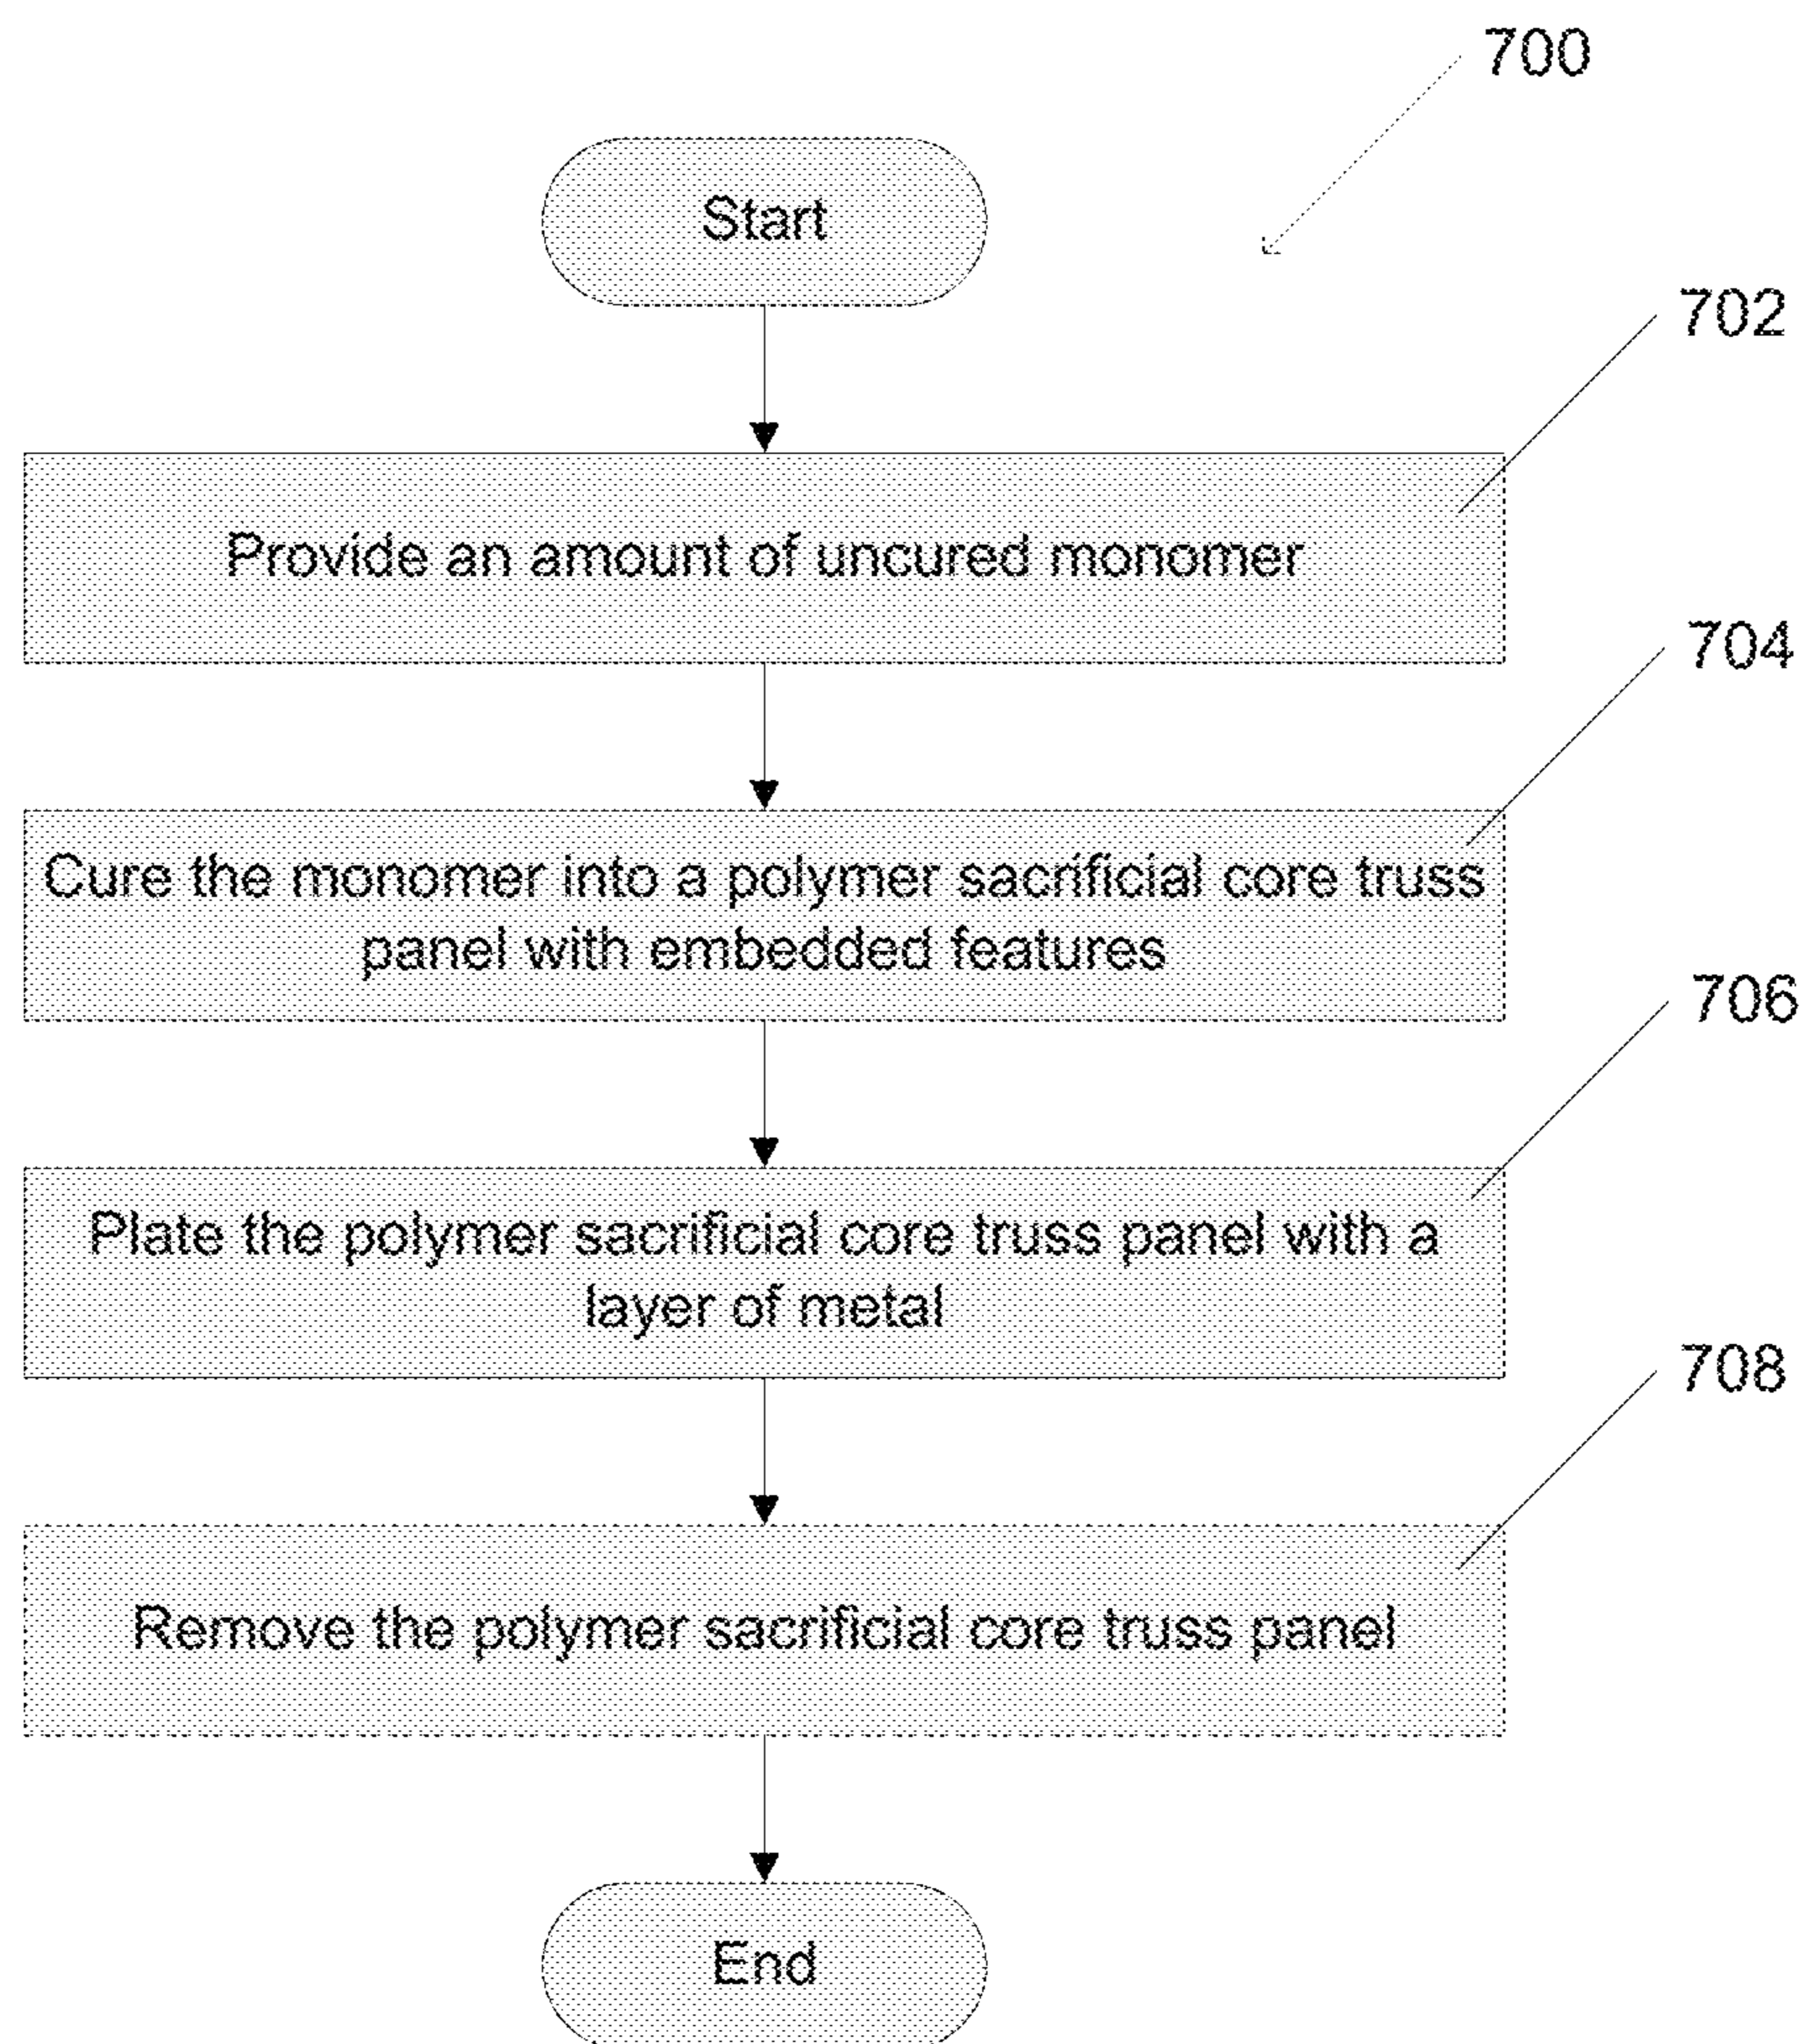 700
Start
702
Provide an amount of uncured monomer
704
Cure the monomer into a polymer sacrificial core truss
panel with embedded features
706
Plate the polymer sacrificial core truss panel with a
layer of metal
708
Remove the polymer sacrificial core truss panel
End